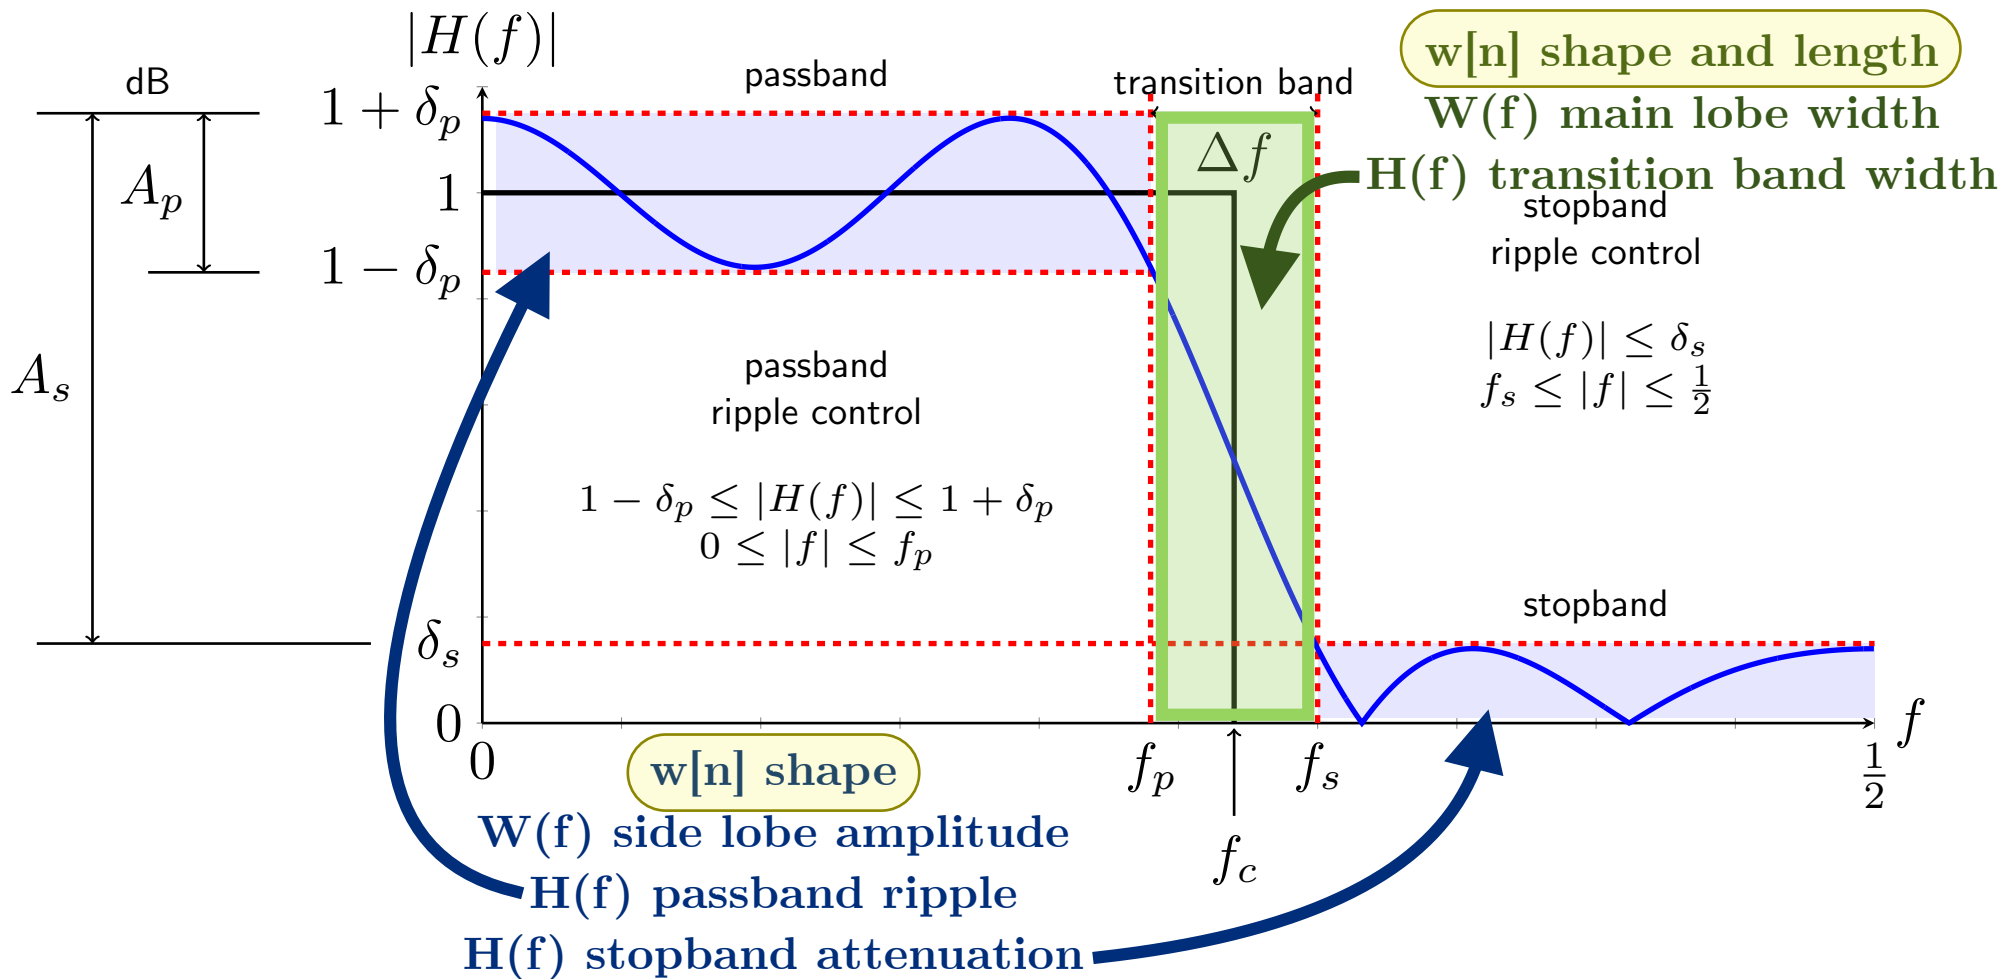 |H(f)|
w[n] shape and length
dB
passband
transition band
1 + δₚ
W(f) main lobe width
Δf
H(f) transition band width
Aₚ
1
stopband
ripple control
1 − δₚ
|H(f)| ≤ δₛ
fₛ ≤ |f| ≤ 1/2
Aₛ
passband
ripple control
1 − δₚ ≤ |H(f)| ≤ 1 + δₚ
0 ≤ |f| ≤ fₚ
stopband
δₛ
0
f
0
w[n] shape
fₚ
fₛ
1/2
W(f) side lobe amplitude
f_c
H(f) passband ripple
H(f) stopband attenuation